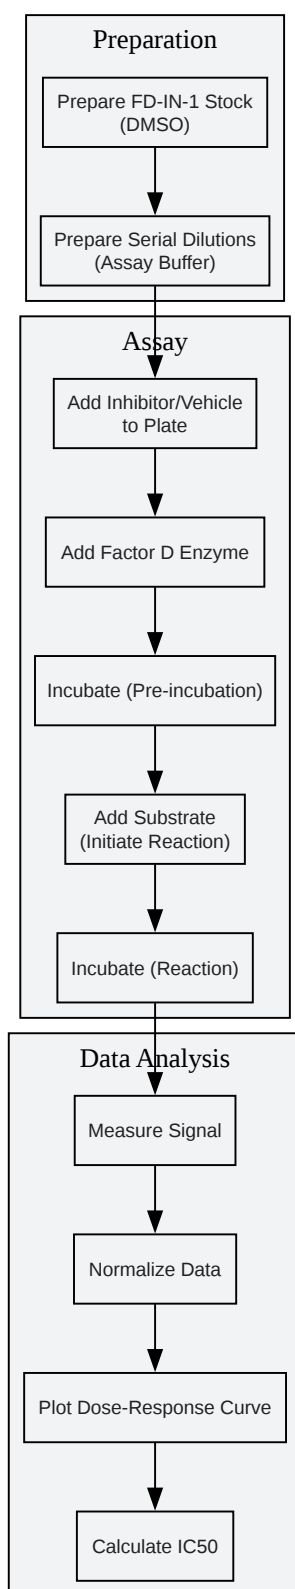 Preparation
Prepare FD-IN-1 Stock
(DMSO)
Prepare Serial Dilutions
(Assay Buffer)
Assay
Add Inhibitor/Vehicle
to Plate
Add Factor D Enzyme
Incubate (Pre-incubation)
Add Substrate
(Initiate Reaction)
Incubate (Reaction)
Data Analysis
Measure Signal
Normalize Data
Plot Dose-Response Curve
Calculate IC50